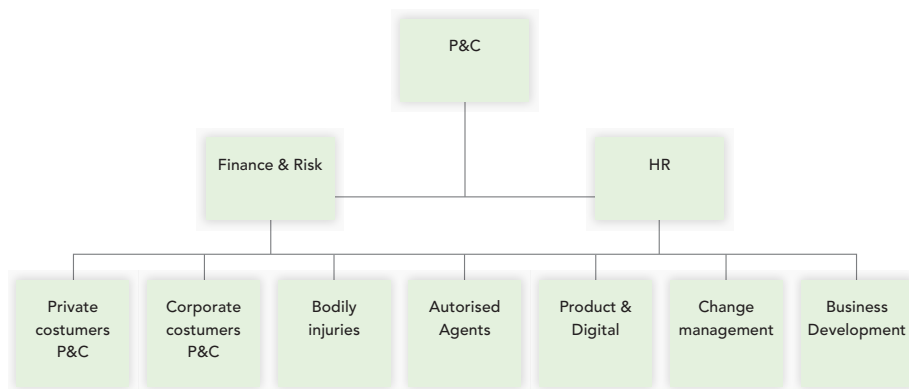 P&C
Finance & Risk
HR
Private
costumers
P&C
Corporate
costumers
P&C
Bodily
injuries
Autorised
Agents
Product &
Digital
Change
management
Business
Development